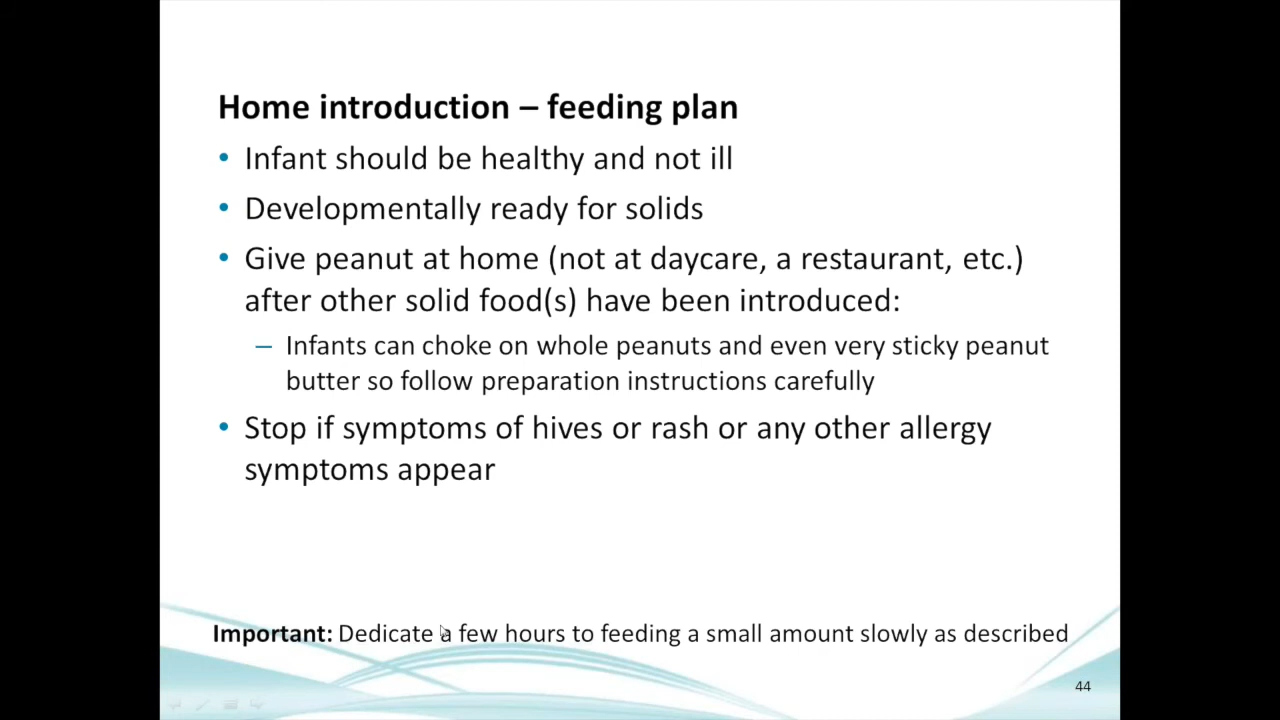 Home introduction – feeding plan
• Infant should be healthy and not ill
• Developmentally ready for solids
• Give peanut at home (not at daycare, a restaurant, etc.)
after other solid food(s) have been introduced:
– Infants can choke on whole peanuts and even very sticky peanut
butter so follow preparation instructions carefully
• Stop if symptoms of hives or rash or any other allergy
symptoms appear
Important: Dedicate a few hours to feeding a small amount slowly as described
44